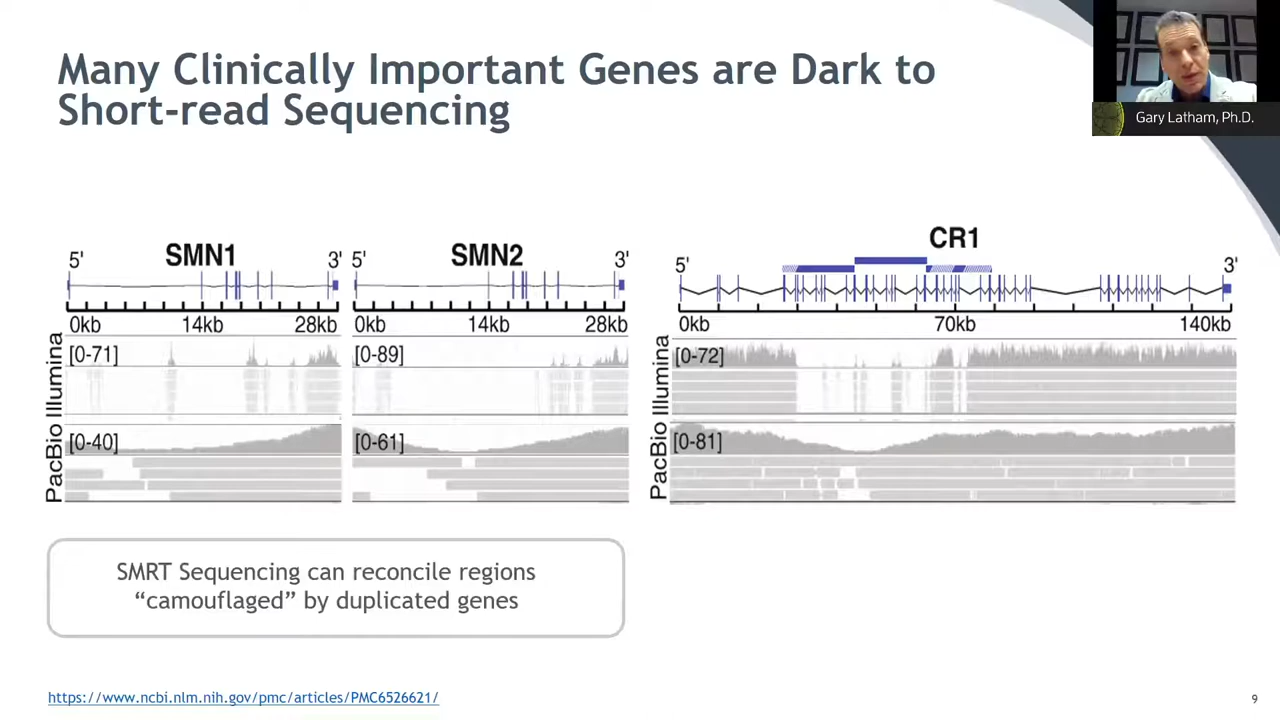 Many Clinically Important Genes are Dark to
Short-read Sequencing
Gary Latham, Ph.D.
SMN1
5' 3'
0kb 14kb 28kb
Illumina
[0-71]
PacBio
[0-40]
SMN2
5' 3'
0kb 14kb 28kb
[0-89]
[0-61]
CR1
5' 3'
0kb 70kb 140kb
Illumina
[0-72]
PacBio
[0-81]
SMRT Sequencing can reconcile regions
“camouflaged” by duplicated genes
https://www.ncbi.nlm.nih.gov/pmc/articles/PMC6526621/
9